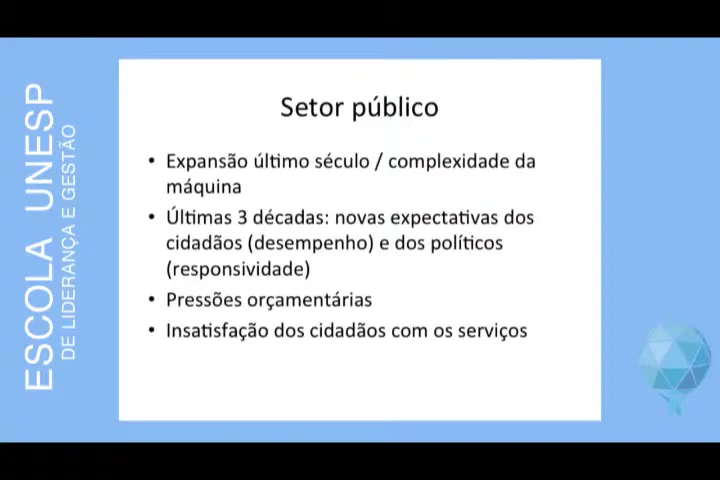 ESCOLA UNESP
DE LIDERANÇA E GESTÃO
Setor público
• Expansão último século / complexidade da
máquina
• Últimas 3 décadas: novas expectativas dos
cidadãos (desempenho) e dos políticos
(responsividade)
• Pressões orçamentárias
• Insatisfação dos cidadãos com os serviços